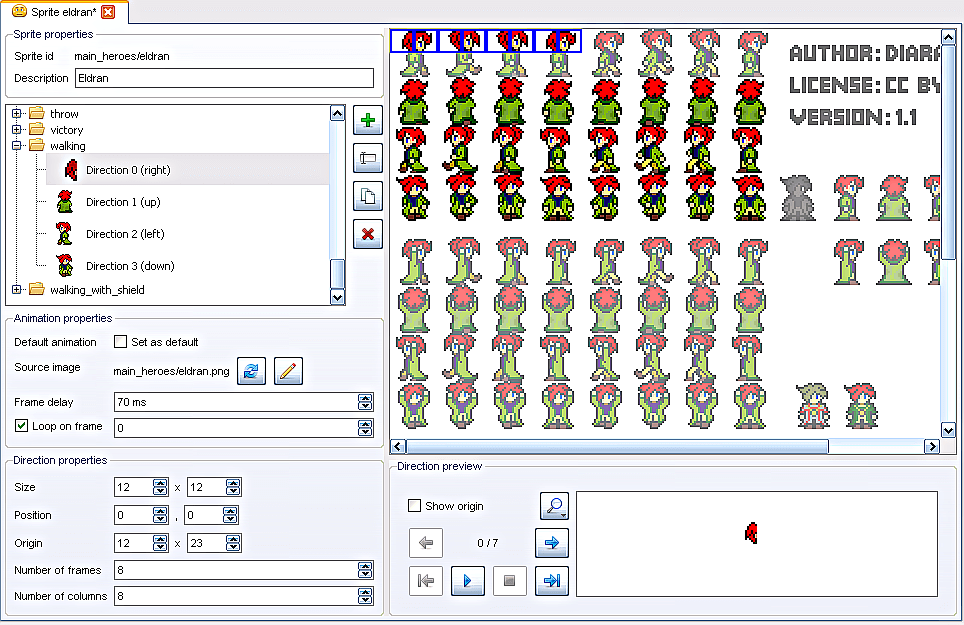 Sprite eldran*
Sprite properties
Sprite id main_heroes/eldran
Description Eldran
throw
victory
walking
Direction 0 (right)
Direction 1 (up)
Direction 2 (left)
Direction 3 (down)
walking_with_shield
Animation properties
Default animation Set as default
Source image main_heroes/eldran.png
Frame delay 70 ms
Loop on frame 0
Direction properties
Size 12 x 12
Position 0 , 0
Origin 12 x 23
Number of frames 8
Number of columns 8
AUTHOR: DIARA
LICENSE: CC BY
VERSION: 1.1
Direction preview
Show origin
0 / 7